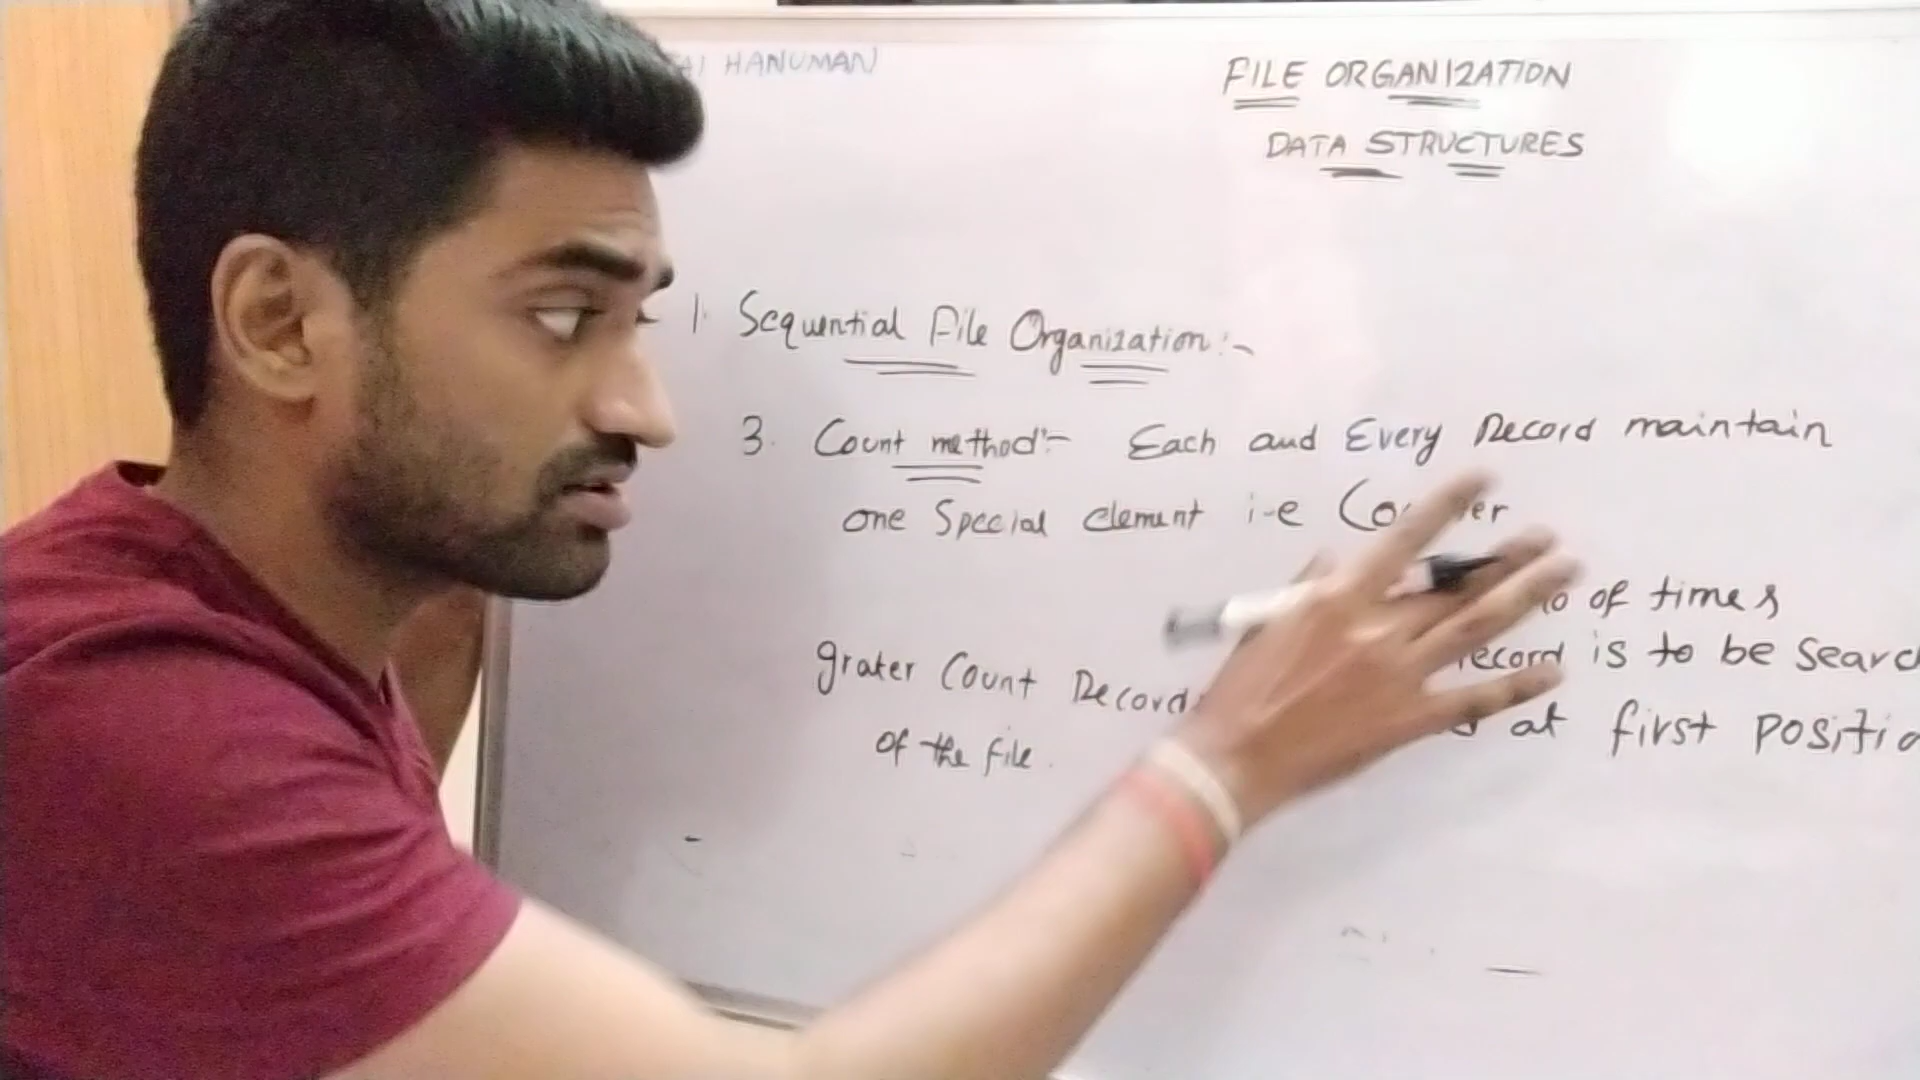 HANUMAN
FILE ORGANIZATION
DATA STRUCTURES
1. Sequential File Organization:-
3. Count method:- Each and Every Record maintain
one Special element i-e
of times
grater Count Records is to be Searc
of the file. at first Positio